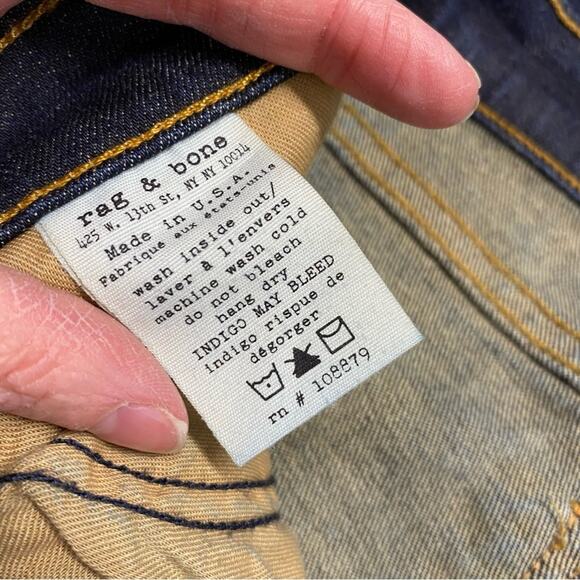 rag & bone
425 W. 13th St, NY NY 10014
Made in U.S.A.
Fabriqué aux états-unis
wash inside out/
laver à l'envers
machine wash cold
do not bleach
hang dry
INDIGO MAY BLEED
indigo risque de
dégorger
rn # 108879